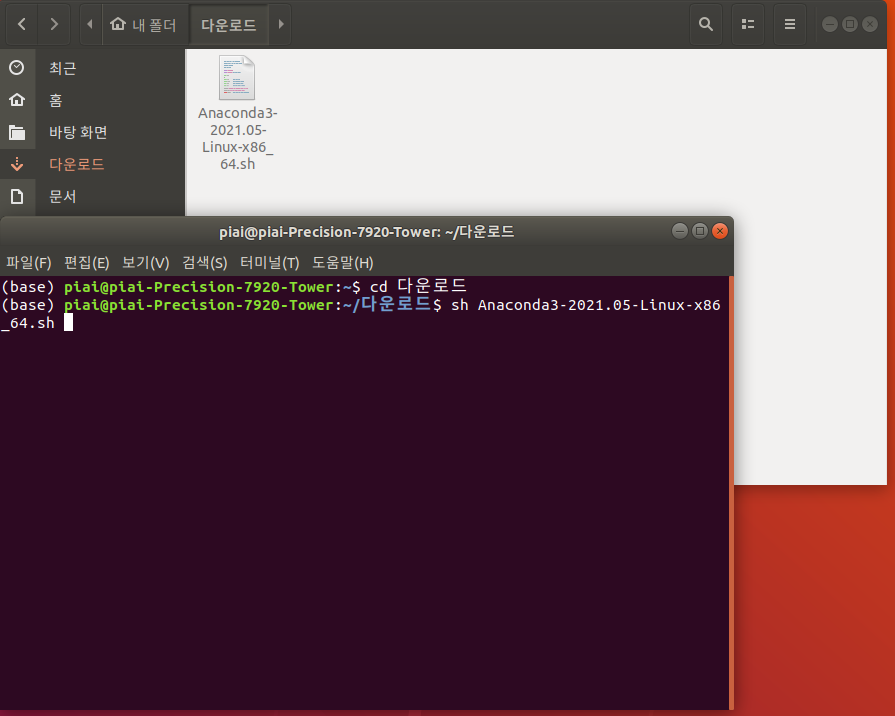 내 폴더
다운로드
최근
홈
바탕 화면
다운로드
문서
Anaconda3-
2021.05-
Linux-x86_
64.sh
piai@piai-Precision-7920-Tower: ~/다운로드
파일(F) 편집(E) 보기(V) 검색(S) 터미널(T) 도움말(H)
(base) piai@piai-Precision-7920-Tower:~$ cd 다운로드
(base) piai@piai-Precision-7920-Tower:~/다운로드$ sh Anaconda3-2021.05-Linux-x86
_64.sh